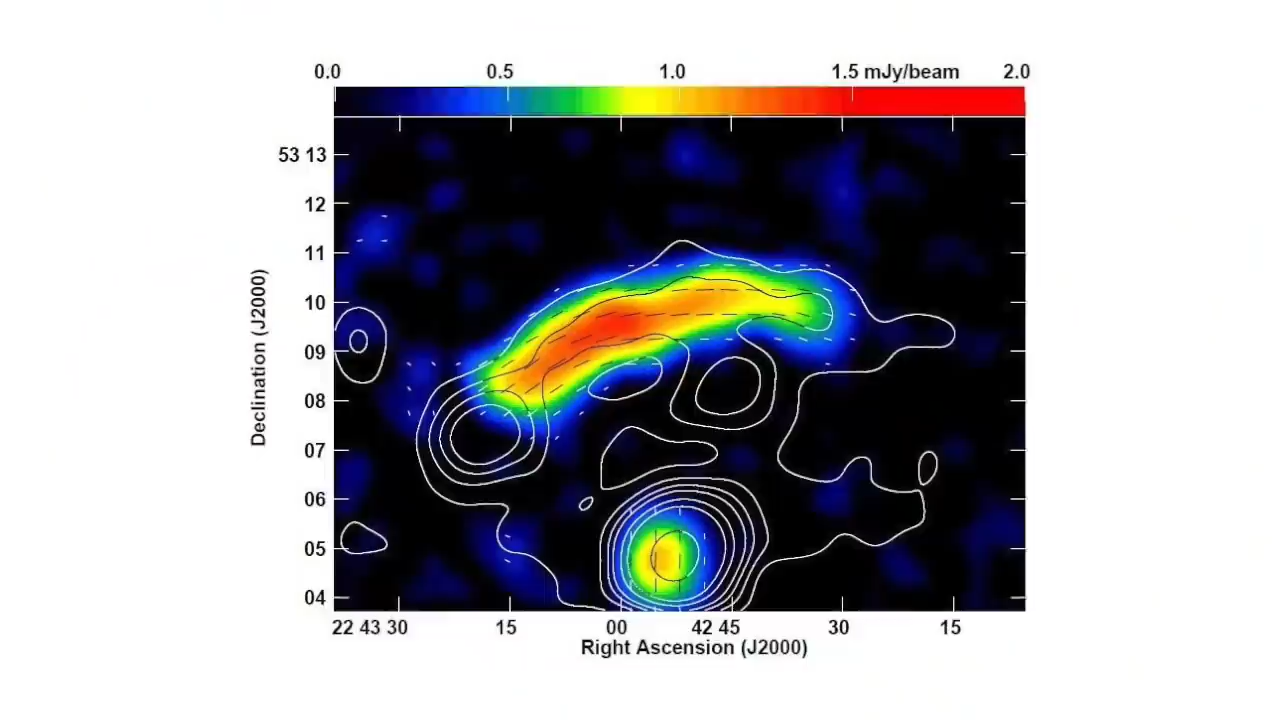 0.0 0.5 1.0 1.5 mJy/beam 2.0
53 13
12
11
10
09
08
07
06
05
04
Declination (J2000)
22 43 30 15 00 42 45 30 15
Right Ascension (J2000)